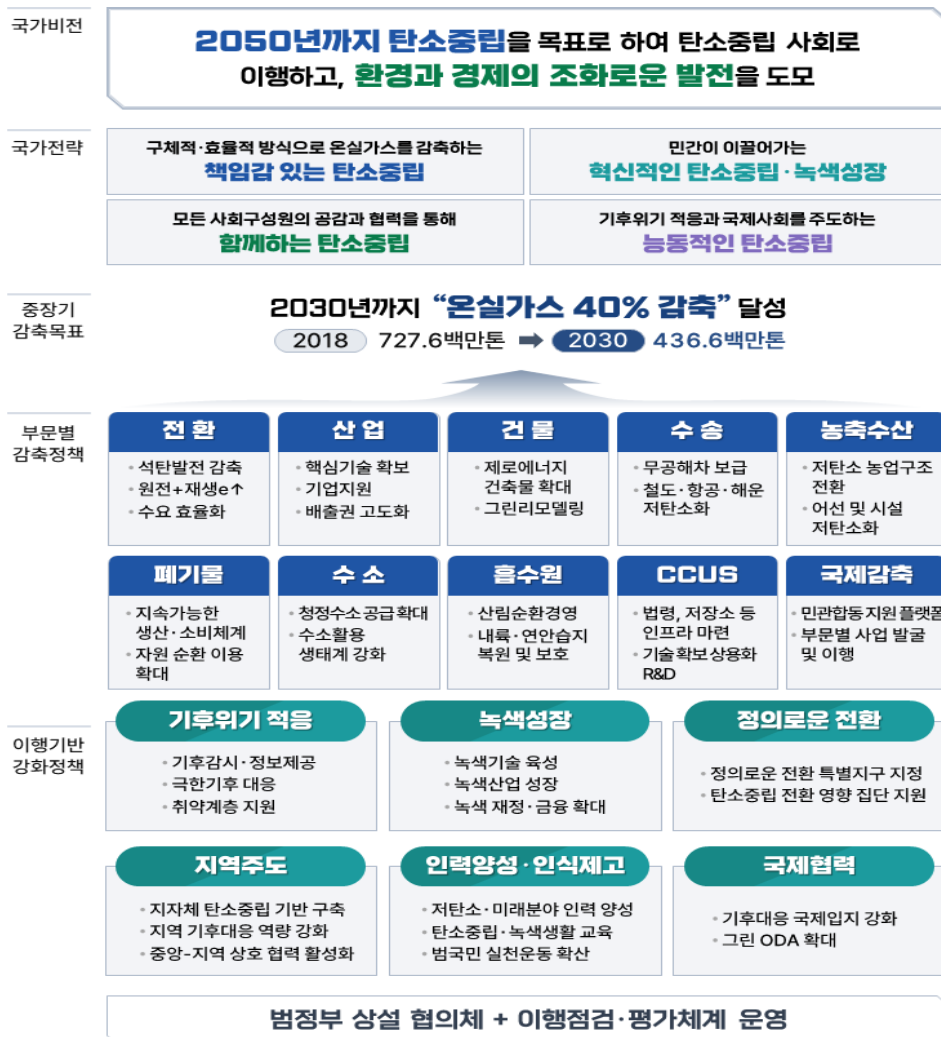 국가비전
2050년까지 탄소중립을 목표로 하여 탄소중립 사회로
이행하고, 환경과 경제의 조화로운 발전을 도모
국가전략
구체적·효율적 방식으로 온실가스를 감축하는
책임감 있는 탄소중립
민간이 이끌어가는
혁신적인 탄소중립·녹색성장
모든 사회구성원의 공감과 협력을 통해
함께하는 탄소중립
기후위기 적응과 국제사회를 주도하는
능동적인 탄소중립
중장기
감축목표
2030년까지 “온실가스 40% 감축” 달성
2018 727.6백만톤 ➡ 2030 436.6백만톤
부문별
감축정책
전 환
• 석탄발전 감축
• 원전+재생e↑
• 수요 효율화
산 업
• 핵심기술 확보
• 기업지원
• 배출권 고도화
건 물
• 제로에너지
건축물 확대
• 그린리모델링
수 송
• 무공해차 보급
• 철도·항공·해운
저탄소화
농축수산
• 저탄소 농업구조
전환
• 어선 및 시설
저탄소화
폐기물
• 지속가능한
생산·소비체계
• 자원 순환 이용
확대
수 소
• 청정수소 공급 확대
• 수소활용
생태계 강화
흡수원
• 산림순환경영
• 내륙·연안습지
복원 및 보호
CCUS
• 법령, 저장소 등
인프라 마련
• 기술 확보 상용화
R&D
국제감축
• 민관합동 지원 플랫폼
• 부문별 사업 발굴
및 이행
이행기반
강화정책
기후위기 적응
• 기후감시·정보제공
• 극한기후 대응
• 취약계층 지원
녹색성장
• 녹색기술 육성
• 녹색산업 성장
• 녹색 재정·금융 확대
정의로운 전환
• 정의로운 전환 특별지구 지정
• 탄소중립 전환 영향 집단 지원
지역주도
• 지자체 탄소중립 기반 구축
• 지역 기후대응 역량 강화
• 중앙-지역 상호 협력 활성화
인력양성·인식제고
• 저탄소·미래분야 인력 양성
• 탄소중립·녹색생활 교육
• 범국민 실천운동 확산
국제협력
• 기후대응 국제입지 강화
• 그린 ODA 확대
범정부 상설 협의체 + 이행점검·평가체계 운영